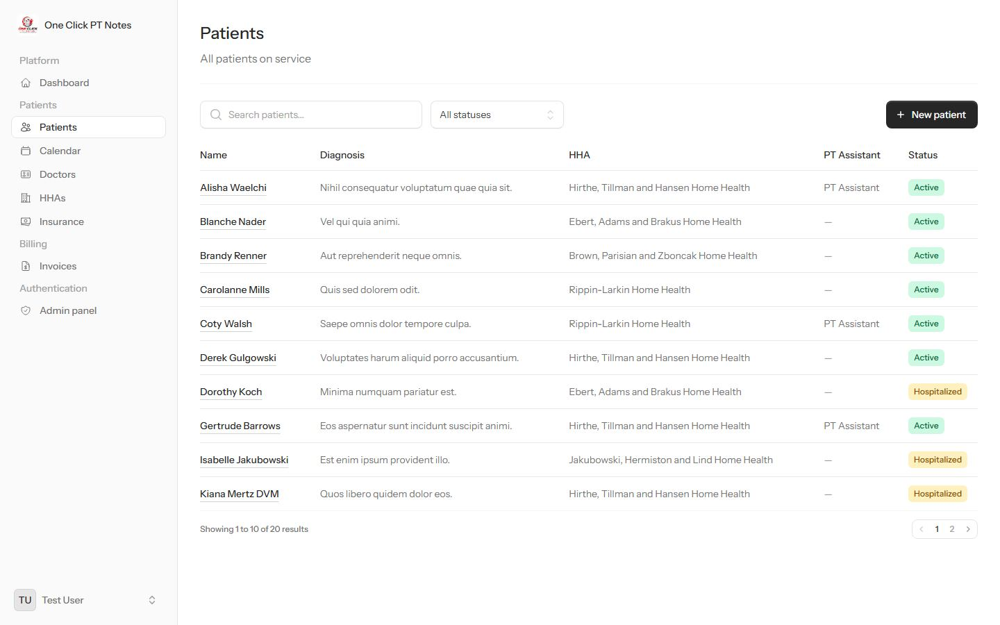 ONE CLICK
One Click PT Notes
Platform
Dashboard
Patients
Patients
Calendar
Doctors
HHAs
Insurance
Billing
Invoices
Authentication
Admin panel
TU Test User
Patients
All patients on service
Search patients...
All statuses
+ New patient
Name Diagnosis HHA PT Assistant Status
Alisha Waelchi Nihil consequatur voluptatum quae quia sit. Hirthe, Tillman and Hansen Home Health PT Assistant Active
Blanche Nader Vel qui quia animi. Ebert, Adams and Brakus Home Health — Active
Brandy Renner Aut reprehenderit neque omnis. Brown, Parisian and Zboncak Home Health — Active
Carolanne Mills Quis sed dolorem odit. Rippin-Larkin Home Health — Active
Coty Walsh Saepe omnis dolor tempore culpa. Rippin-Larkin Home Health PT Assistant Active
Derek Gulgowski Voluptates harum aliquid porro accusantium. Hirthe, Tillman and Hansen Home Health — Active
Dorothy Koch Minima numquam pariatur est. Ebert, Adams and Brakus Home Health — Hospitalized
Gertrude Barrows Eos aspernatur sunt incidunt suscipit animi. Hirthe, Tillman and Hansen Home Health PT Assistant Active
Isabelle Jakubowski Est enim ipsum provident illo. Jakubowski, Hermiston and Lind Home Health — Hospitalized
Kiana Mertz DVM Quos libero quidem dolor eos. Hirthe, Tillman and Hansen Home Health — Hospitalized
Showing 1 to 10 of 20 results
1 2